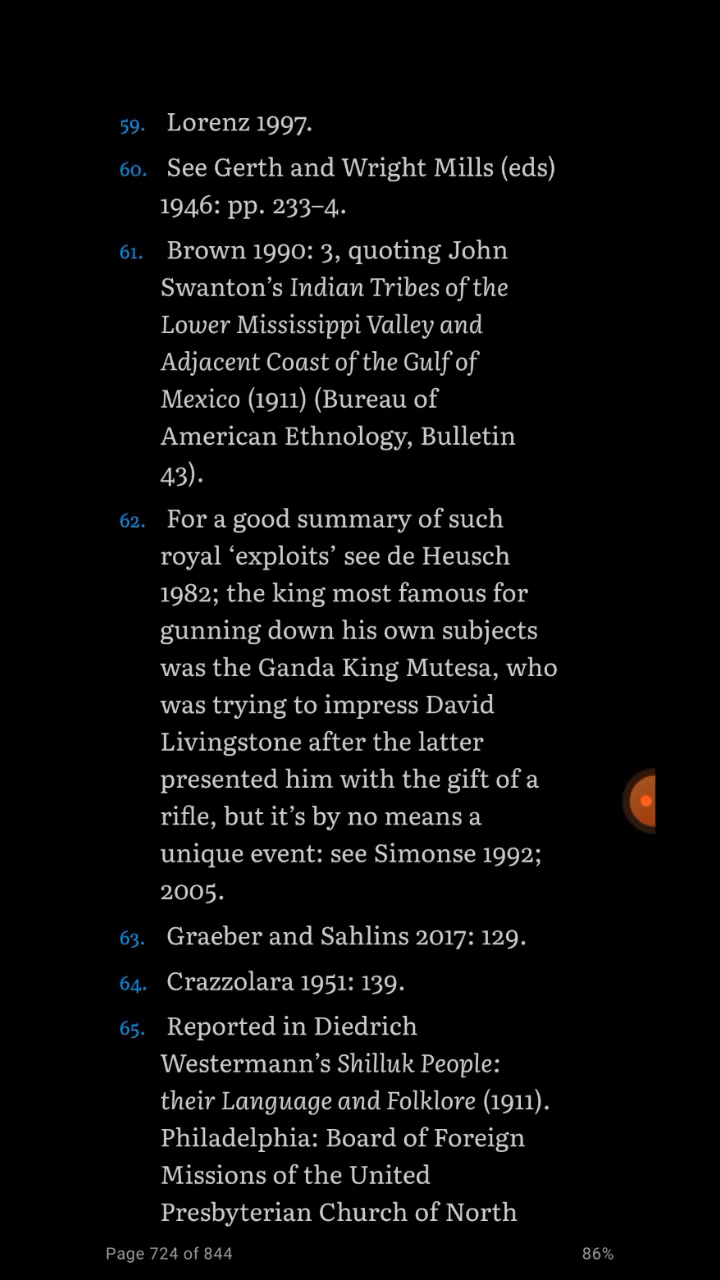 59. Lorenz 1997.
60. See Gerth and Wright Mills (eds)
1946: pp. 233–4.
61. Brown 1990: 3, quoting John
Swanton’s Indian Tribes of the
Lower Mississippi Valley and
Adjacent Coast of the Gulf of
Mexico (1911) (Bureau of
American Ethnology, Bulletin
43).
62. For a good summary of such
royal ‘exploits’ see de Heusch
1982; the king most famous for
gunning down his own subjects
was the Ganda King Mutesa, who
was trying to impress David
Livingstone after the latter
presented him with the gift of a
rifle, but it’s by no means a
unique event: see Simonse 1992;
2005.
63. Graeber and Sahlins 2017: 129.
64. Crazzolara 1951: 139.
65. Reported in Diedrich
Westermann’s Shilluk People:
their Language and Folklore (1911).
Philadelphia: Board of Foreign
Missions of the United
Presbyterian Church of North
Page 724 of 844 86%